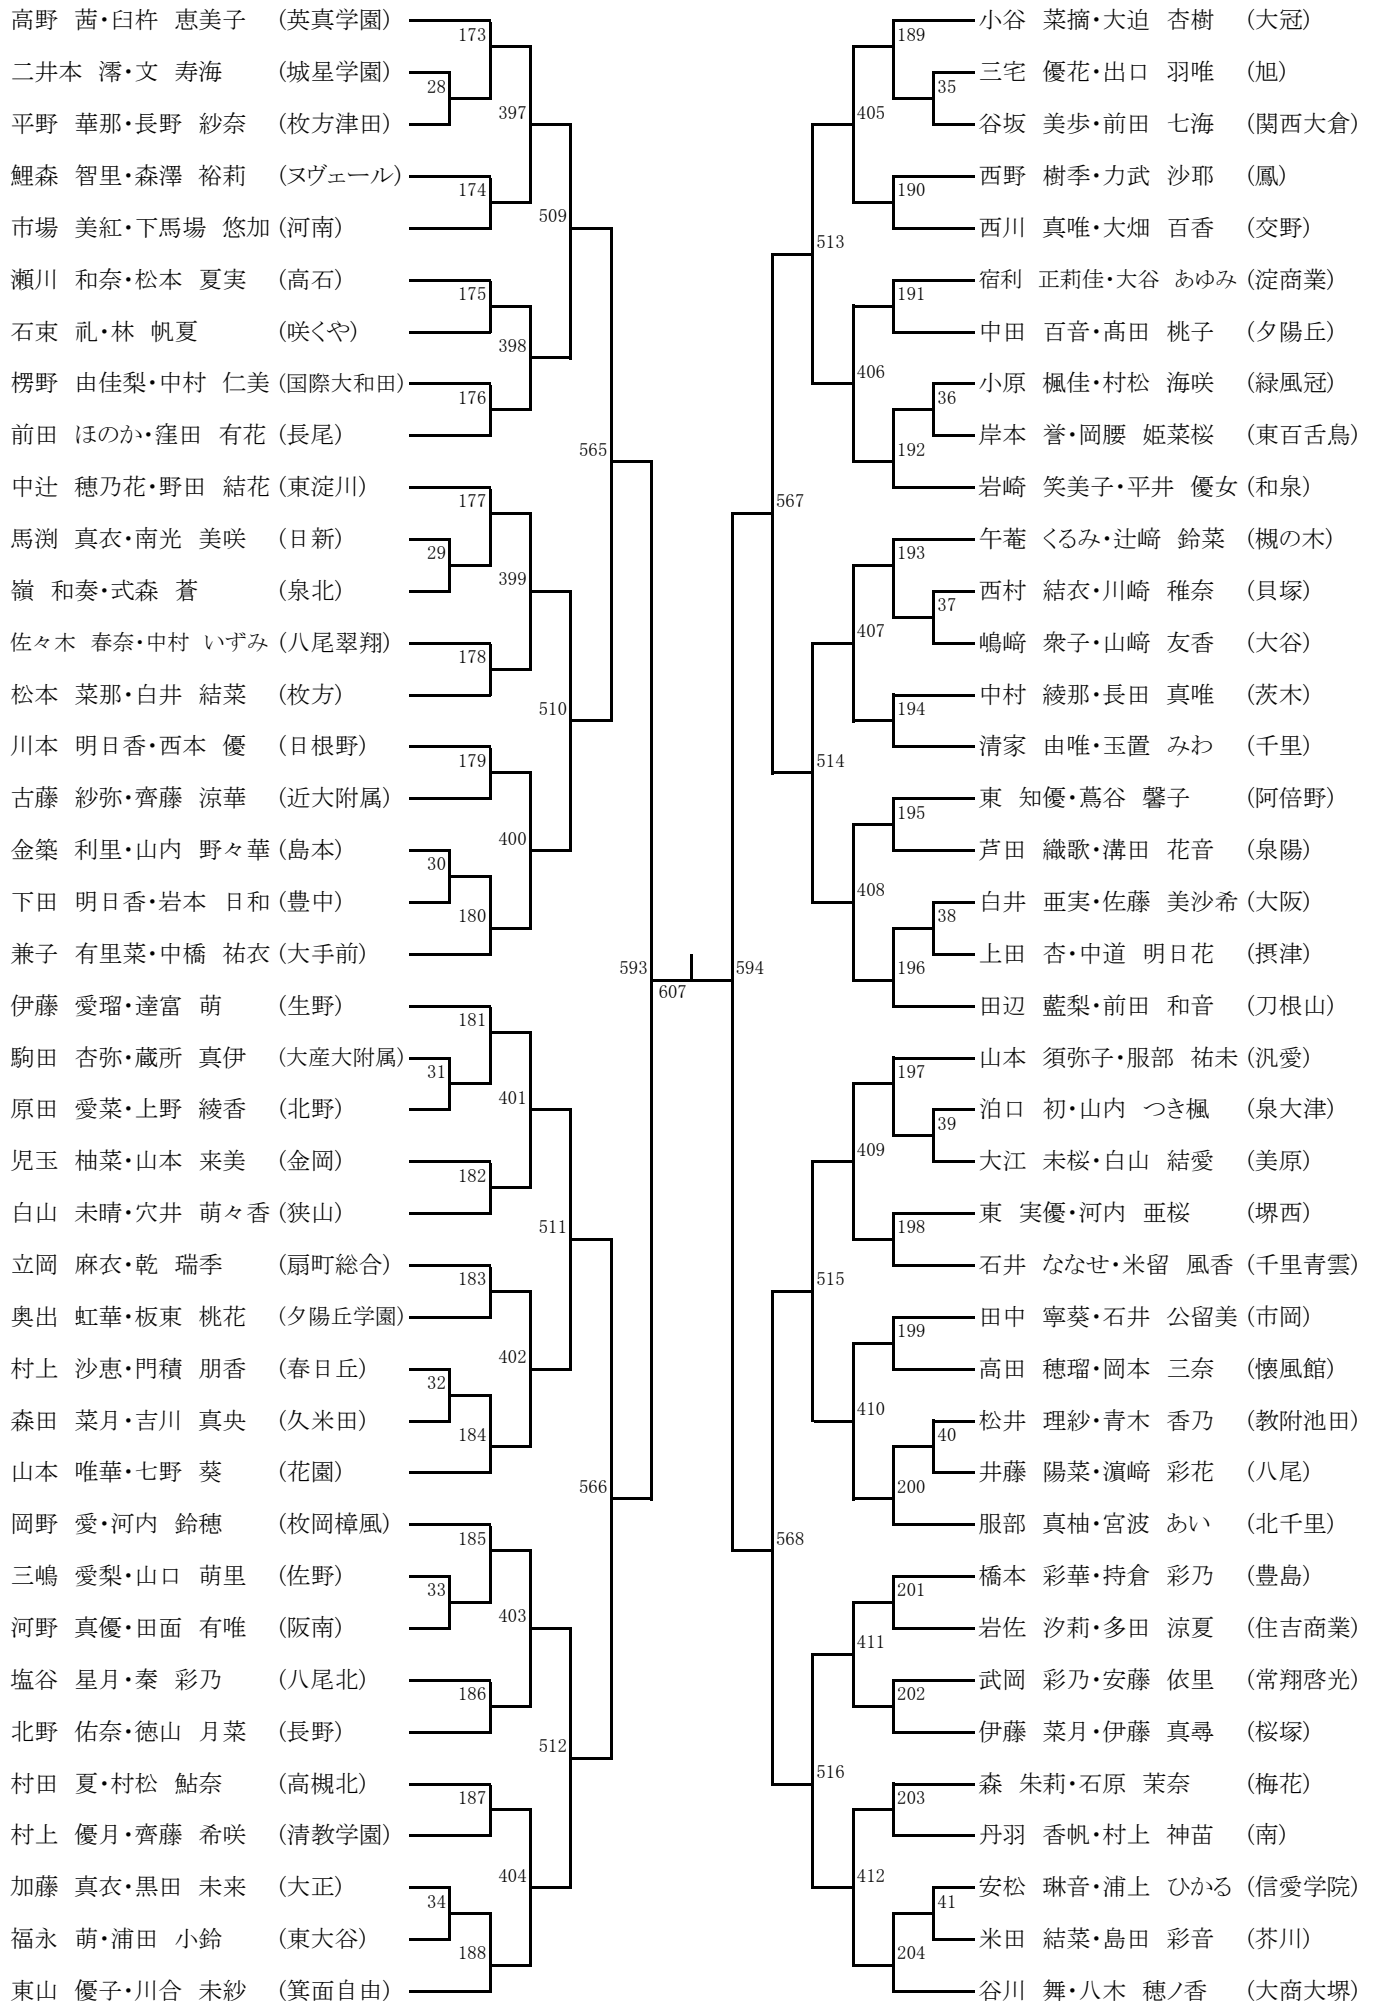 高野 茜・臼杵 恵美子 (英真学園)
二井本 澪・文 寿海 (城星学園)
平野 華那・長野 紗奈 (枚方津田)
鯉森 智里・森澤 裕莉 (ヌヴェール)
市場 美紅・下馬場 悠加 (河南)
瀬川 和奈・松本 夏実 (高石)
石束 礼・林 帆夏 (咲くや)
楞野 由佳梨・中村 仁美 (国際大和田)
前田 ほのか・窪田 有花 (長尾)
中辻 穂乃花・野田 結花 (東淀川)
馬渕 真衣・南光 美咲 (日新)
嶺 和奏・式森 蒼 (泉北)
佐々木 春奈・中村 いずみ (八尾翠翔)
松本 菜那・白井 結菜 (枚方)
川本 明日香・西本 優 (日根野)
古藤 紗弥・齊藤 涼華 (近大附属)
金築 利里・山内 野々華 (島本)
下田 明日香・岩本 日和 (豊中)
兼子 有里菜・中橋 祐衣 (大手前)
伊藤 愛瑠・達富 萌 (生野)
駒田 杏弥・蔵所 真伊 (大産大附属)
原田 愛菜・上野 綾香 (北野)
児玉 柚菜・山本 来美 (金岡)
白山 未晴・穴井 萌々香 (狭山)
立岡 麻衣・乾 瑞季 (扇町総合)
奥出 虹華・板東 桃花 (夕陽丘学園)
村上 沙恵・門積 朋香 (春日丘)
森田 菜月・吉川 真央 (久米田)
山本 唯華・七野 葵 (花園)
岡野 愛・河内 鈴穂 (枚岡樟風)
三嶋 愛梨・山口 萌里 (佐野)
河野 真優・田面 有唯 (阪南)
塩谷 星月・秦 彩乃 (八尾北)
北野 佑奈・徳山 月菜 (長野)
村田 夏・村松 鮎奈 (高槻北)
村上 優月・齊藤 希咲 (清教学園)
加藤 真衣・黒田 未来 (大正)
福永 萌・浦田 小鈴 (東大谷)
東山 優子・川合 未紗 (箕面自由)
173
28
397
174
509
175
398
176
565
177
29
399
178
510
179
400
30
180
593
181
31
401
182
511
183
402
32
184
566
185
33
403
186
512
187
404
34
188
607
594
189
35
405
190
513
191
406
36
192
567
193
37
407
194
514
195
408
38
196
197
39
409
198
515
199
410
40
200
568
201
411
202
516
203
412
41
204
小谷 菜摘・大迫 杏樹 (大冠)
三宅 優花・出口 羽唯 (旭)
谷坂 美歩・前田 七海 (関西大倉)
西野 樹季・力武 沙耶 (鳳)
西川 真唯・大畑 百香 (交野)
宿利 正莉佳・大谷 あゆみ (淀商業)
中田 百音・髙田 桃子 (夕陽丘)
小原 楓佳・村松 海咲 (緑風冠)
岸本 誉・岡腰 姫菜桜 (東百舌鳥)
岩崎 笑美子・平井 優女 (和泉)
午菴 くるみ・辻﨑 鈴菜 (槻の木)
西村 結衣・川崎 稚奈 (貝塚)
嶋﨑 衆子・山﨑 友香 (大谷)
中村 綾那・長田 真唯 (茨木)
清家 由唯・玉置 みわ (千里)
東 知優・蔦谷 馨子 (阿倍野)
芦田 織歌・溝田 花音 (泉陽)
白井 亜実・佐藤 美沙希 (大阪)
上田 杏・中道 明日花 (摂津)
田辺 藍梨・前田 和音 (刀根山)
山本 須弥子・服部 祐未 (汎愛)
泊口 初・山内 つき楓 (泉大津)
大江 未桜・白山 結愛 (美原)
東 実優・河内 亜桜 (堺西)
石井 ななせ・米留 風香 (千里青雲)
田中 寧葵・石井 公留美 (市岡)
高田 穂瑠・岡本 三奈 (懐風館)
松井 理紗・青木 香乃 (教附池田)
井藤 陽菜・濵﨑 彩花 (八尾)
服部 真柚・宮波 あい (北千里)
橋本 彩華・持倉 彩乃 (豊島)
岩佐 汐莉・多田 涼夏 (住吉商業)
武岡 彩乃・安藤 依里 (常翔啓光)
伊藤 菜月・伊藤 真尋 (桜塚)
森 朱莉・石原 茉奈 (梅花)
丹羽 香帆・村上 神苗 (南)
安松 琳音・浦上 ひかる (信愛学院)
米田 結菜・島田 彩音 (芥川)
谷川 舞・八木 穂ノ香 (大商大堺)